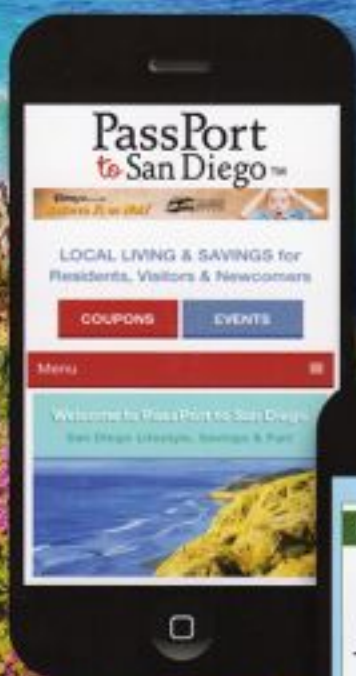 PassPort
to San Diego™
LOCAL LIVING & SAVINGS for
Residents, Visitors & Newcomers
COUPONS
EVENTS
Menu
Welcome to PassPort to San Diego
San Diego Lifestyle, Savings & Fun!